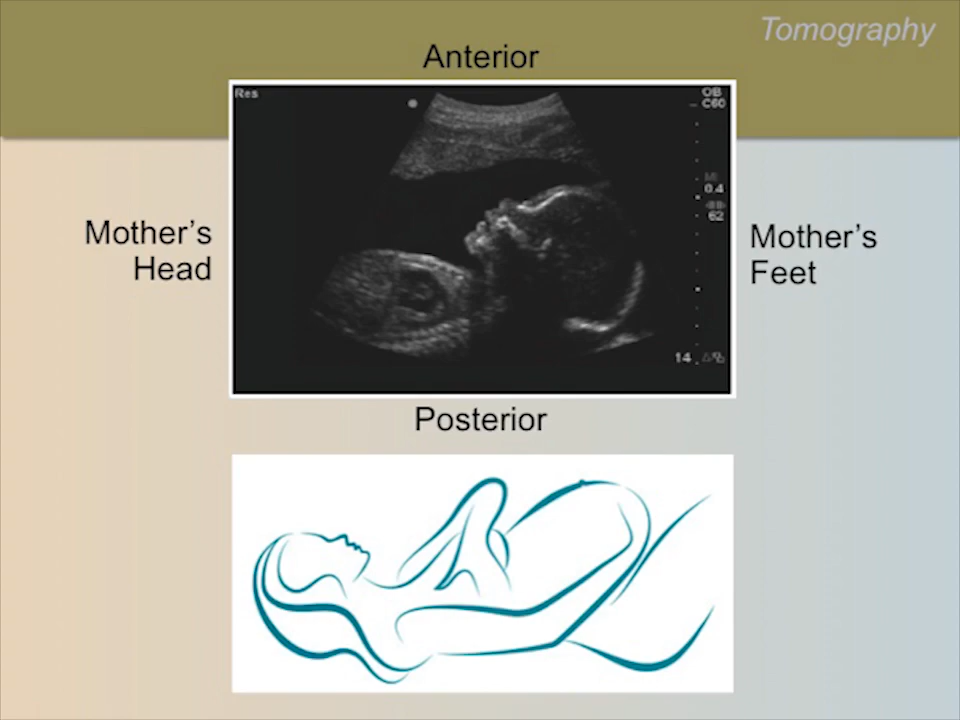 Tomography
Anterior
Res
OB
C60
MI
0.4
62
Mother's
Head
Mother's
Feet
14
Posterior